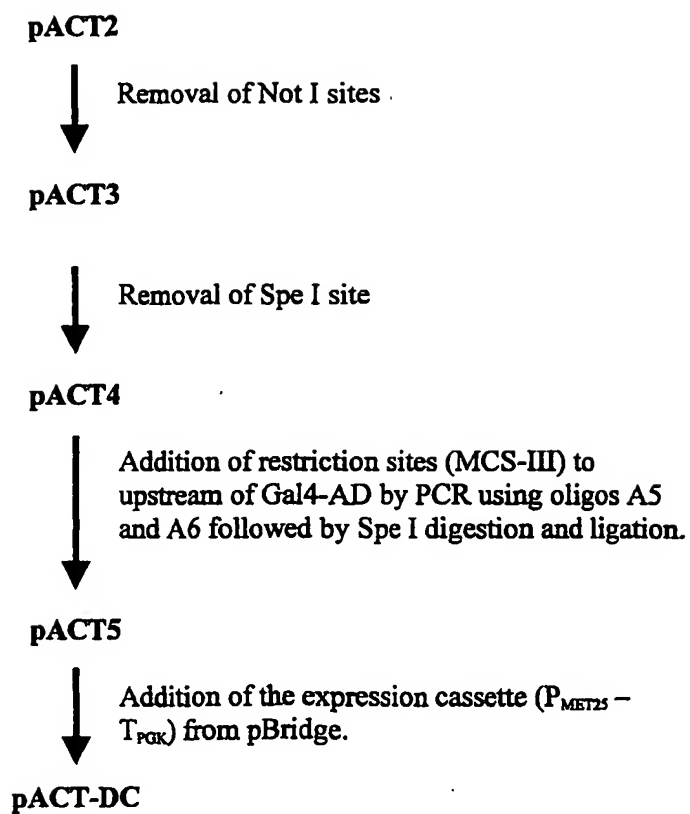 pACT2
Removal of Not I sites
pACT3
Removal of Spe I site
pACT4
Addition of restriction sites (MCS-III) to
upstream of Gal4-AD by PCR using oligos A5
and A6 followed by Spe I digestion and ligation.
pACT5
Addition of the expression cassette (PMET25 –
TPGK) from pBridge.
pACT-DC